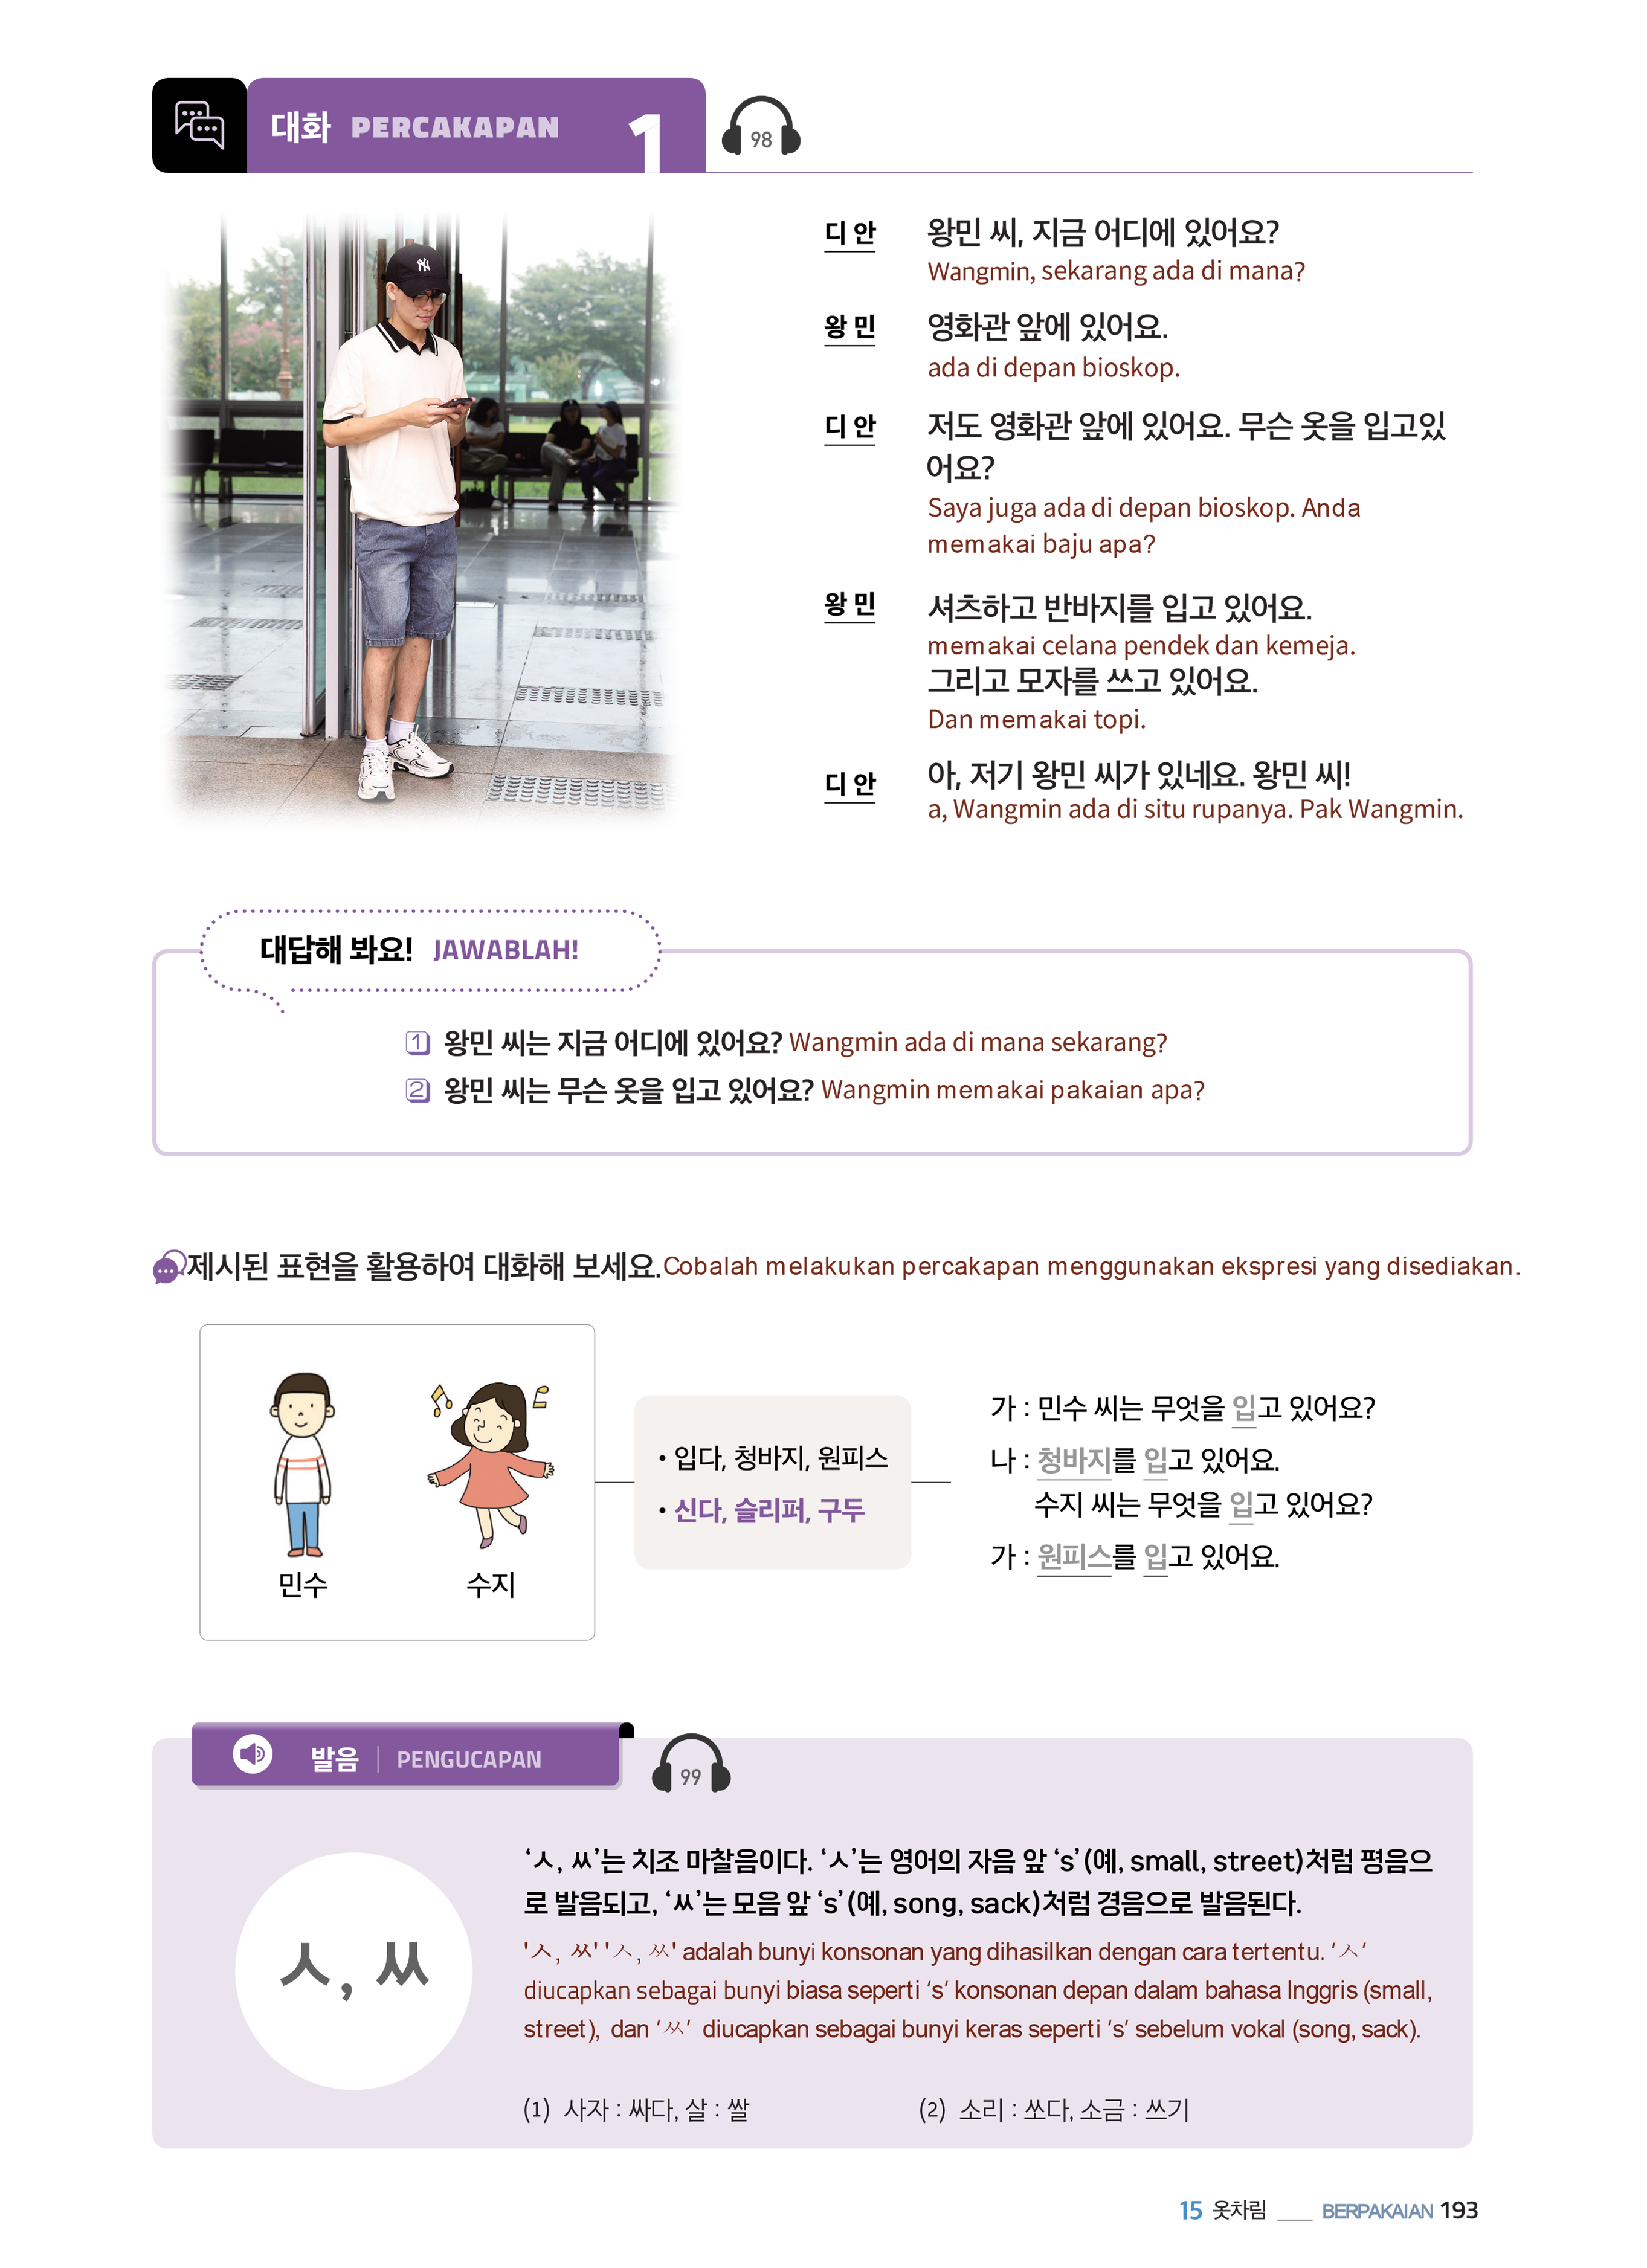 대화 PERCAKAPAN 1
98
디 안 왕민 씨, 지금 어디에 있어요?
Wangmin, sekarang ada di mana?
왕 민 영화관 앞에 있어요.
ada di depan bioskop.
디 안 저도 영화관 앞에 있어요. 무슨 옷을 입고있
어요?
Saya juga ada di depan bioskop. Anda
memakai baju apa?
왕 민 셔츠하고 반바지를 입고 있어요.
memakai celana pendek dan kemeja.
그리고 모자를 쓰고 있어요.
Dan memakai topi.
디 안 아, 저기 왕민 씨가 있네요. 왕민 씨!
a, Wangmin ada di situ rupanya. Pak Wangmin.
대답해 봐요! JAWABLAH!
1 왕민 씨는 지금 어디에 있어요? Wangmin ada di mana sekarang?
2 왕민 씨는 무슨 옷을 입고 있어요? Wangmin memakai pakaian apa?
제시된 표현을 활용하여 대화해 보세요.Cobalah melakukan percakapan menggunakan ekspresi yang disediakan.
민수 수지
• 입다, 청바지, 원피스
• 신다, 슬리퍼, 구두
가 : 민수 씨는 무엇을 입고 있어요?
나 : 청바지를 입고 있어요.
수지 씨는 무엇을 입고 있어요?
가 : 원피스를 입고 있어요.
발음 | PENGUCAPAN
99
ㅅ, ㅆ
‘ㅅ, ㅆ’는 치조 마찰음이다. ‘ㅅ’는 영어의 자음 앞 ‘s’(예, small, street)처럼 평음으
로 발음되고, ‘ㅆ’는 모음 앞 ‘s’(예, song, sack)처럼 경음으로 발음된다.
'ㅅ, ㅆ' 'ㅅ, ㅆ' adalah bunyi konsonan yang dihasilkan dengan cara tertentu. ‘ㅅ’
diucapkan sebagai bunyi biasa seperti ‘s’ konsonan depan dalam bahasa Inggris (small,
street), dan ‘ㅆ’ diucapkan sebagai bunyi keras seperti ‘s’ sebelum vokal (song, sack).
(1) 사자 : 싸다, 살 : 쌀 (2) 소리 : 쏘다, 소금 : 쓰기
15 옷차림 ___ BERPAKAIAN 193